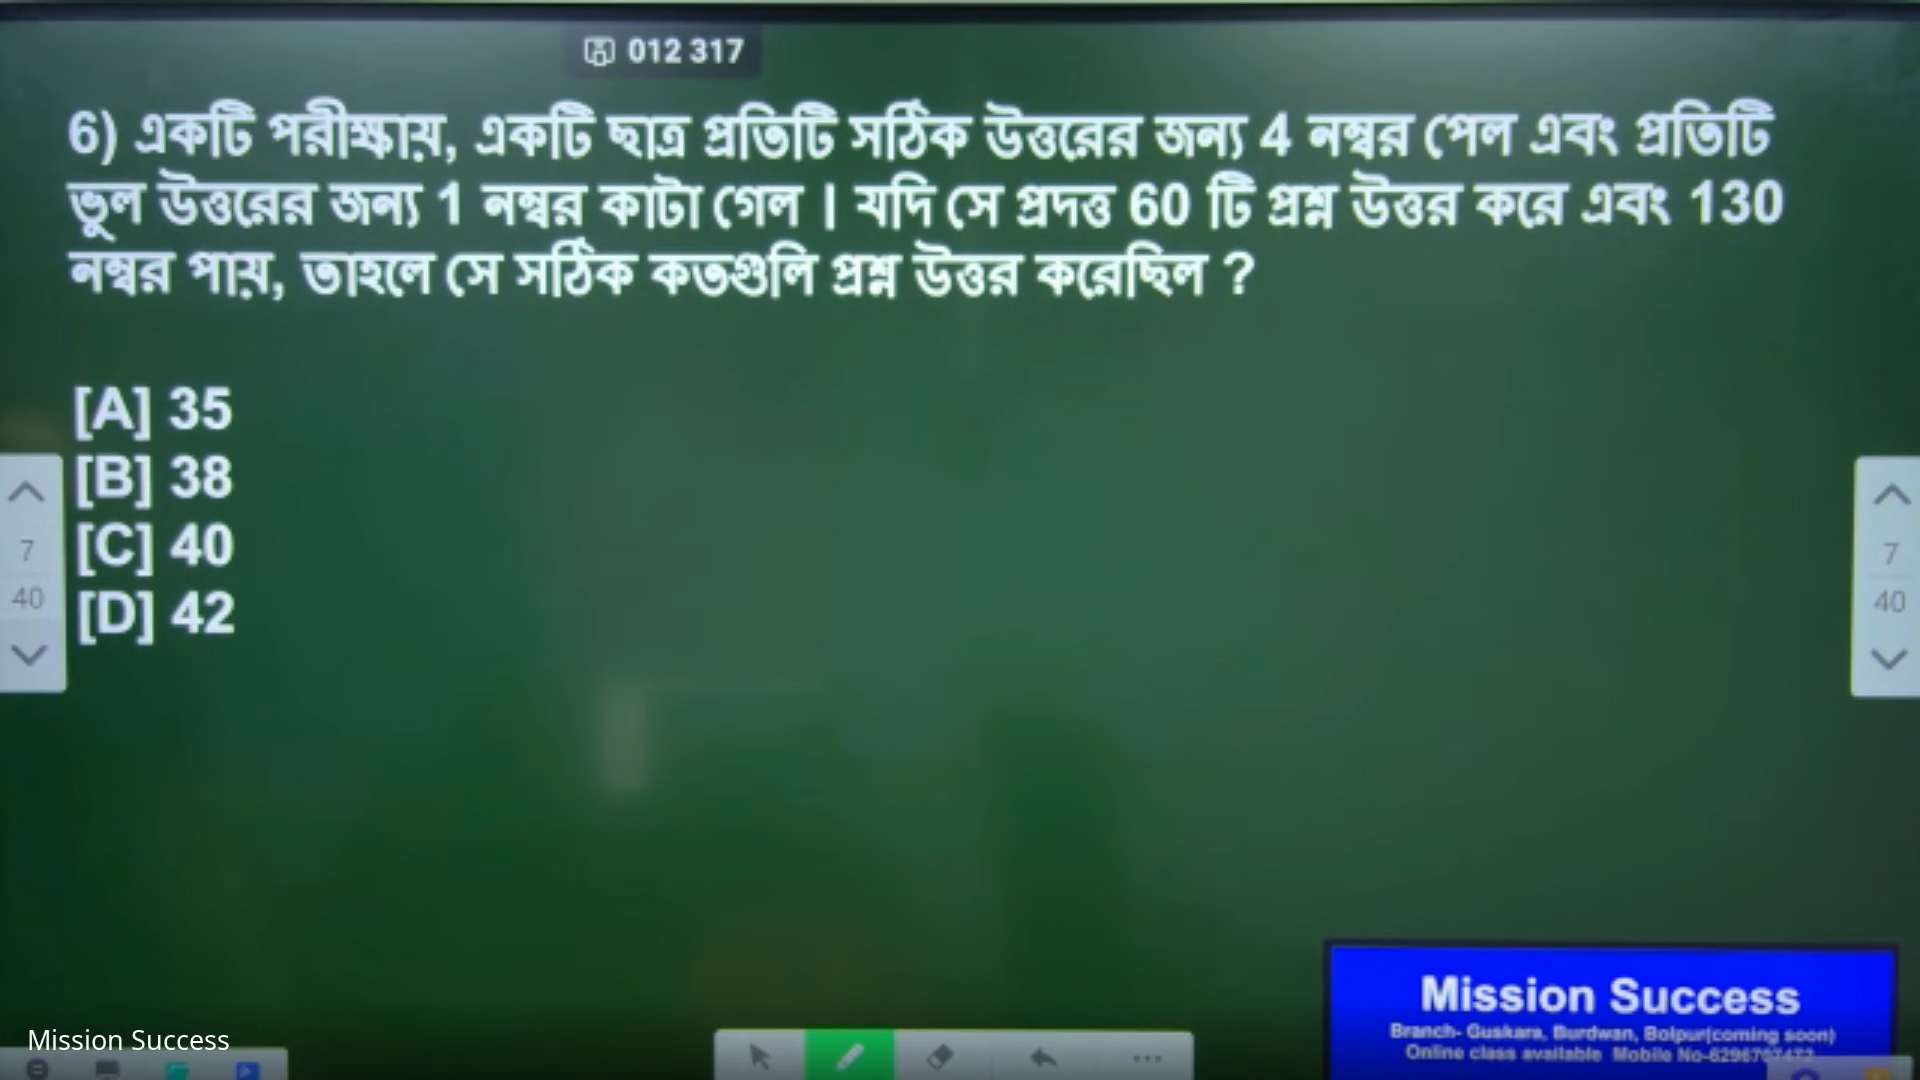 012 317
6) একটি পরীক্ষায়, একটি ছাত্র প্রতিটি সঠিক উত্তরের জন্য 4 নম্বর পেল এবং প্রতিটি
ভুল উত্তরের জন্য 1 নম্বর কাটা গেল । যদি সে প্রদত্ত 60 টি প্রশ্ন উত্তর করে এবং 130
নম্বর পায়, তাহলে সে সঠিক কতগুলি প্রশ্ন উত্তর করেছিল ?
[A] 35
[B] 38
[C] 40
[D] 42
7
40
7
40
Mission Success
Branch- Guskara, Burdwan, Bolpur(coming soon)
Online class available Mobile No-
Mission Success